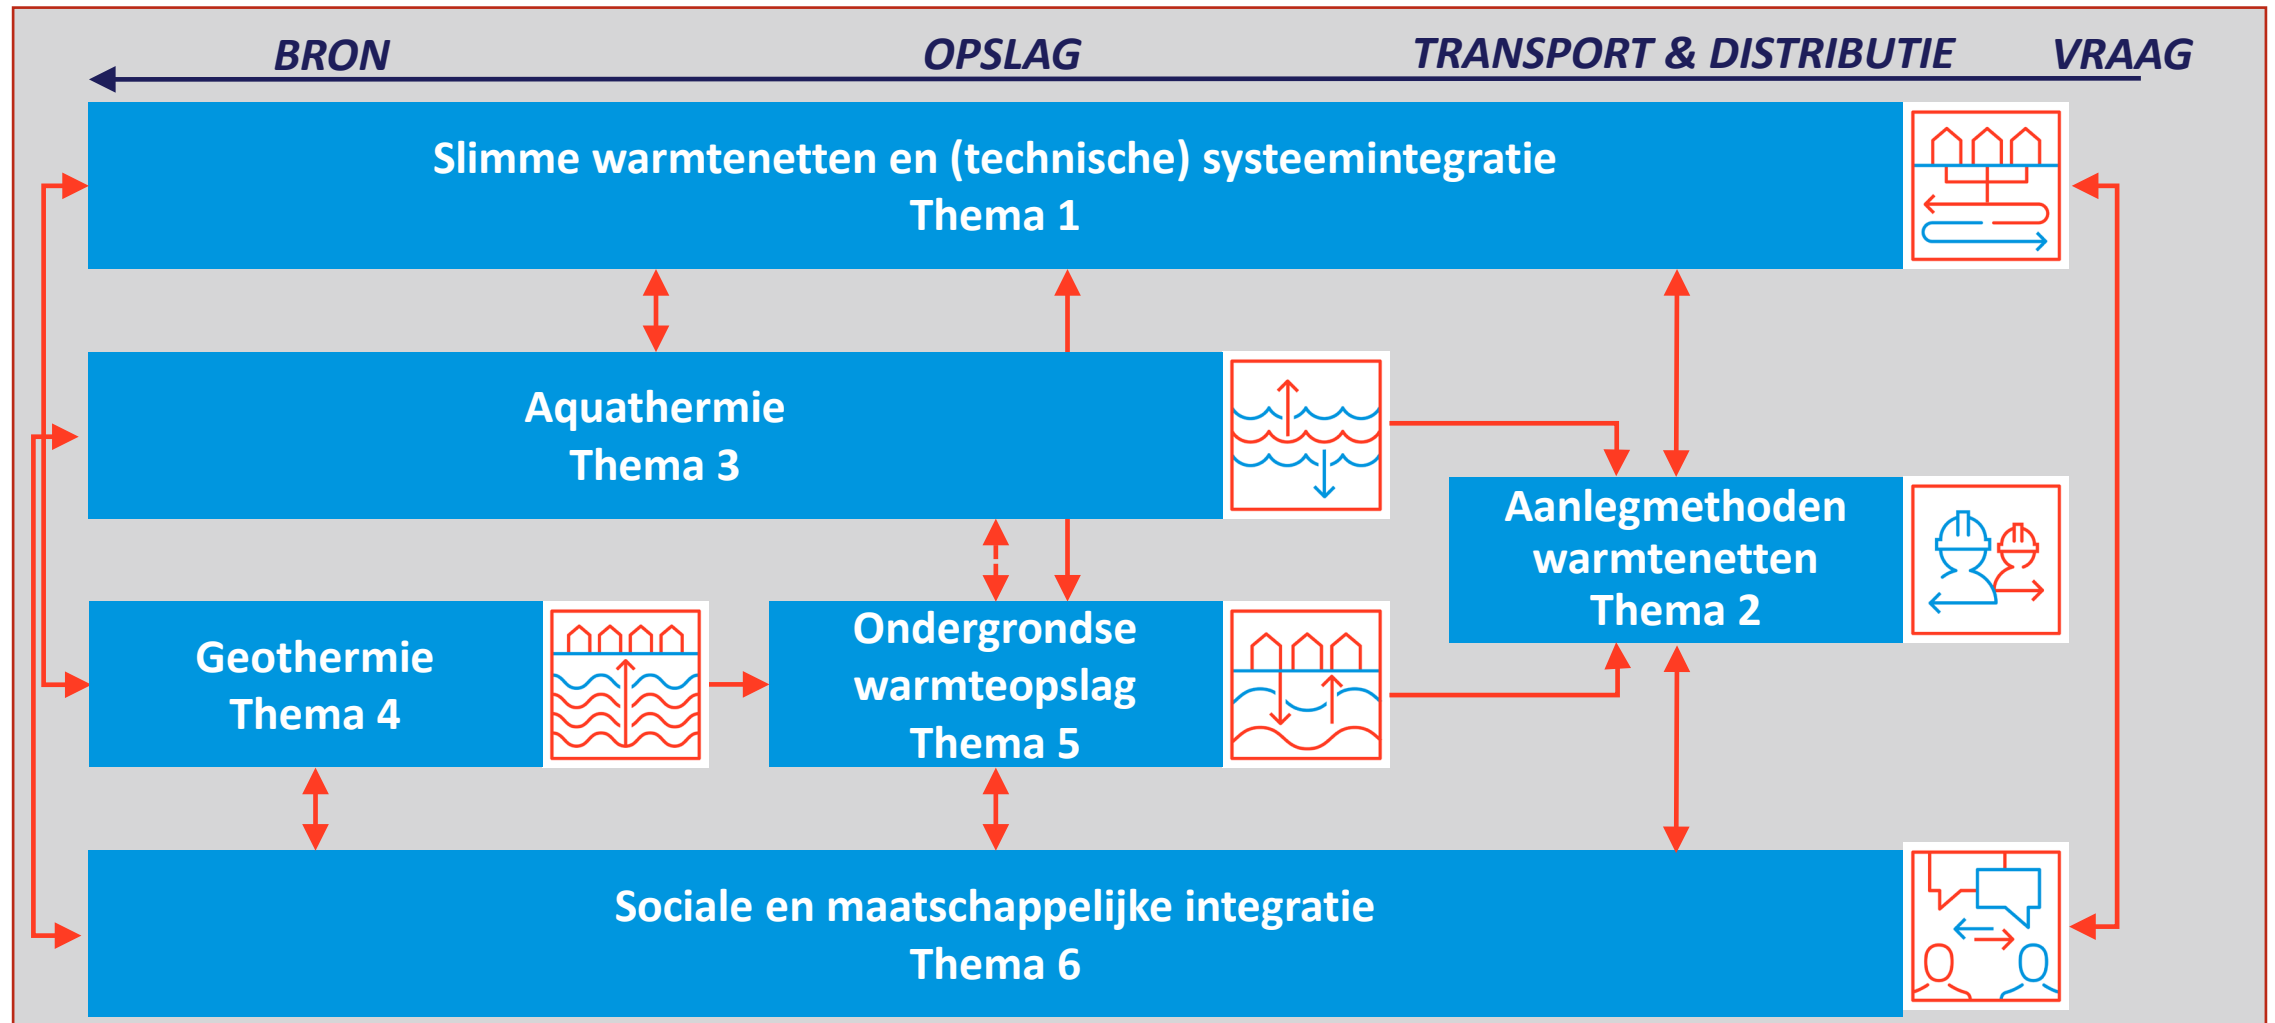 BRON
OPSLAG
TRANSPORT & DISTRIBUTIE
VRAAG
Slimme warmtenetten en (technische) systeemintegratie
Thema 1
Aquathermie
Thema 3
Aanlegmethoden
warmtenetten
Thema 2
Geothermie
Thema 4
Ondergrondse
warmteopslag
Thema 5
Sociale en maatschappelijke integratie
Thema 6